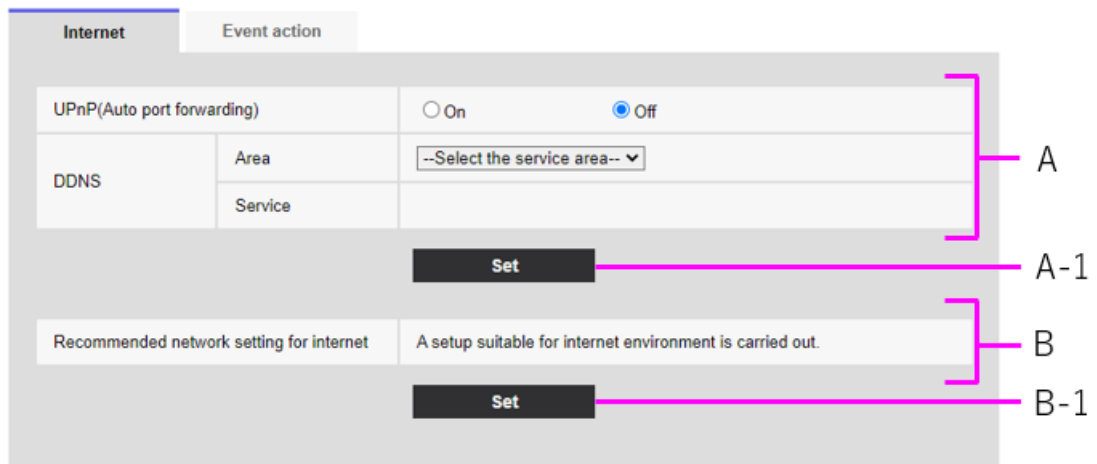 Internet Event action
UPnP(Auto port forwarding) On Off
A
DDNS Area --Select the service area--
Service
Set A-1
Recommended network setting for internet A setup suitable for internet environment is carried out. B
Set B-1